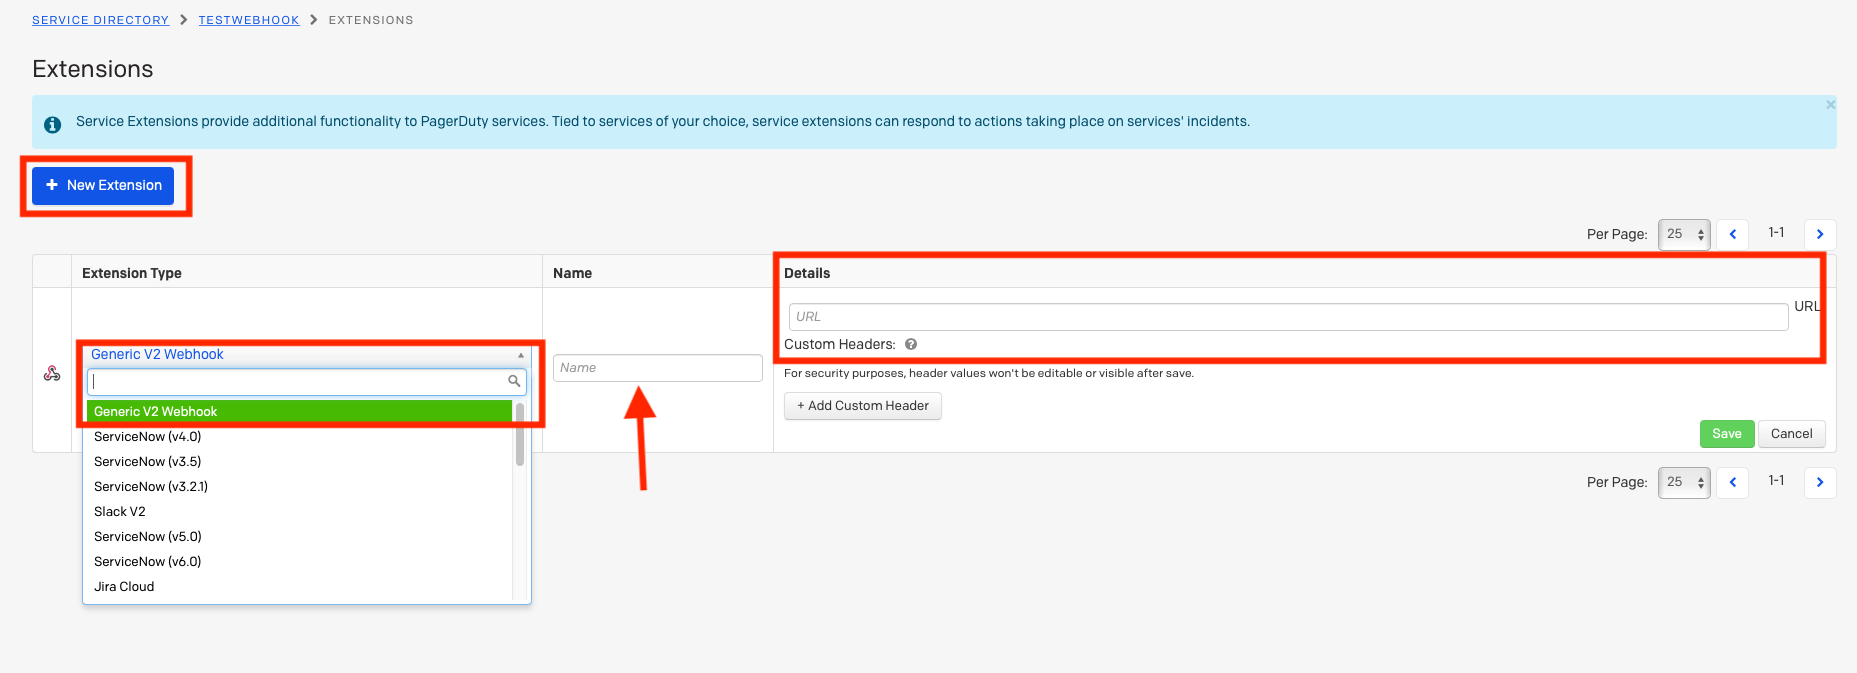 SERVICE DIRECTORY > TESTWEBHOOK > EXTENSIONS
Extensions
Service Extensions provide additional functionality to PagerDuty services. Tied to services of your choice, service extensions can respond to actions taking place on services' incidents.
+ New Extension
Per Page: 25 1-1
Extension Type Name Details
URL URL
Custom Headers:
Generic V2 Webhook
Name
For security purposes, header values won't be editable or visible after save.
Generic V2 Webhook
+ Add Custom Header
ServiceNow (v4.0)
Save Cancel
ServiceNow (v3.5)
ServiceNow (v3.2.1)
Per Page: 25 1-1
Slack V2
ServiceNow (v5.0)
ServiceNow (v6.0)
Jira Cloud